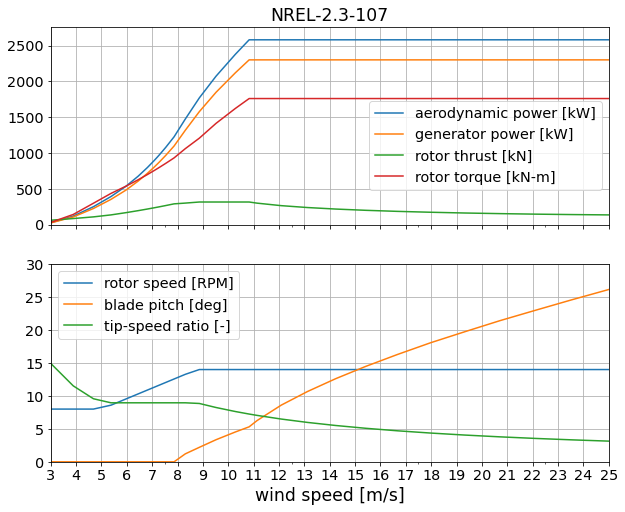 NREL-2.3-107
2500
2000
1500
1000
500
0
aerodynamic power [kW]
generator power [kW]
rotor thrust [kN]
rotor torque [kN-m]
30
25
20
15
10
5
0
rotor speed [RPM]
blade pitch [deg]
tip-speed ratio [-]
3 4 5 6 7 8 9 10 11 12 13 14 15 16 17 18 19 20 21 22 23 24 25
wind speed [m/s]